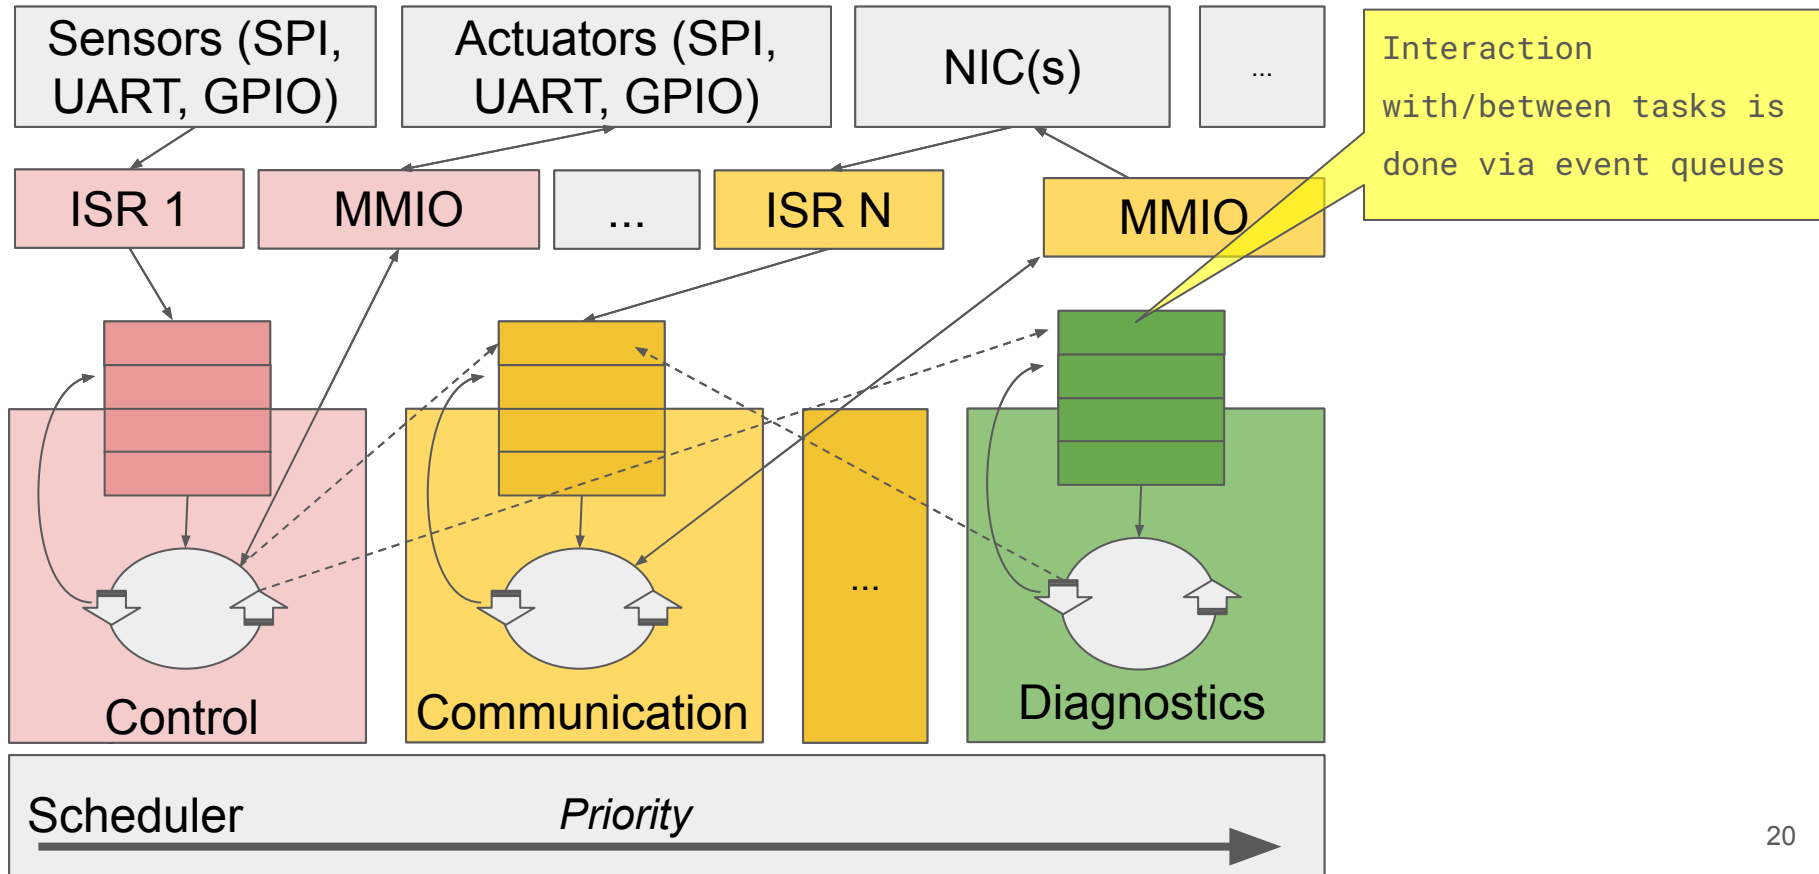 Sensors (SPI,
UART, GPIO)
Actuators (SPI,
UART, GPIO)
NIC(s)
...
Interaction
with/between tasks is
done via event queues
ISR 1
MMIO
...
ISR N
MMIO
Control
Communication
...
Diagnostics
Scheduler
Priority
20